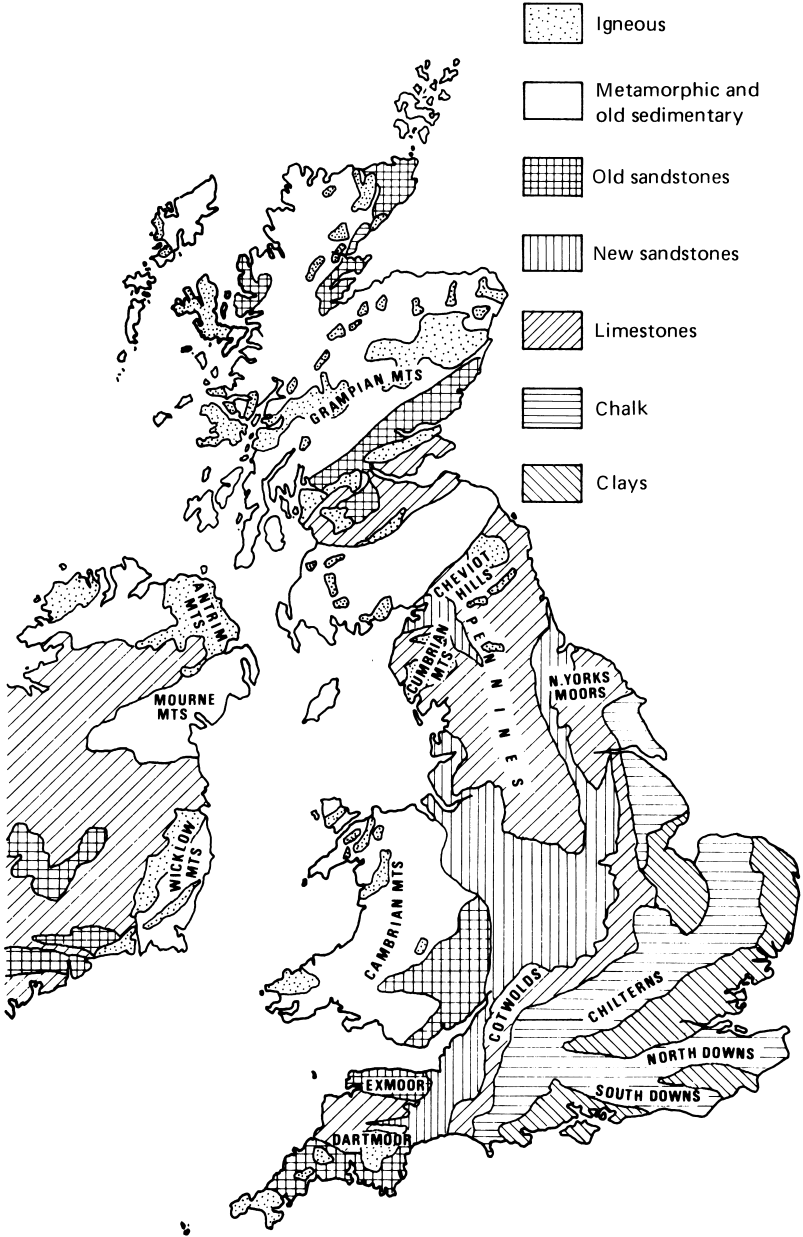 Igneous
Metamorphic and
old sedimentary
Old sandstones
New sandstones
Limestones
Chalk
Clays
GRAMPIAN MTS
CHEVIOT
HILLS
ANTRIM
MTS
PENNINES
CUMBRIAN
MTS
N.YORKS
MOORS
MOURNE
MTS
WICKLOW
MTS
CAMBRIAN MTS
COTWOLDS
CHILTERNS
NORTH DOWNS
EXMOOR
SOUTH DOWNS
DARTMOOR